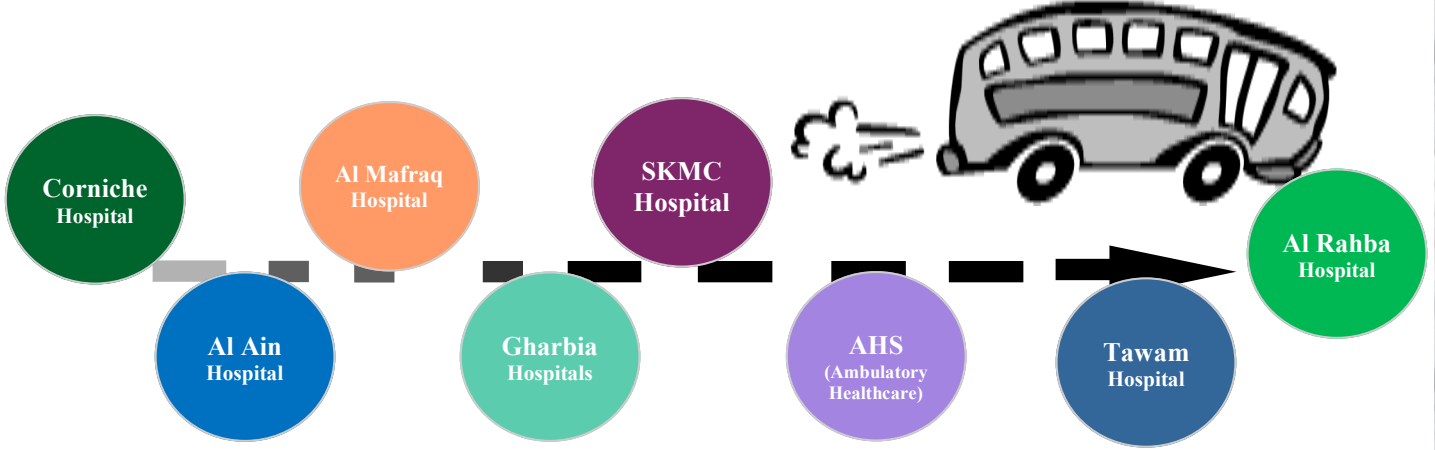 Corniche
Hospital
Al Ain
Hospital
Al Mafraq
Hospital
Gharbia
Hospitals
SKMC
Hospital
AHS
(Ambulatory
Healthcare)
Tawam
Hospital
Al Rahba
Hospital